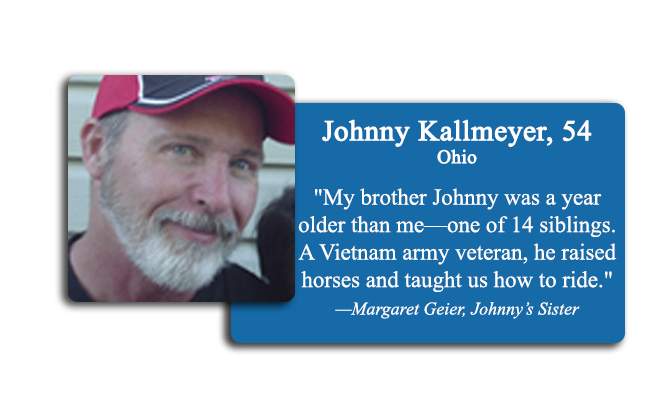 Johnny Kallmeyer, 54
Ohio
"My brother Johnny was a year
older than me—one of 14 siblings.
A Vietnam army veteran, he raised
horses and taught us how to ride."
—Margaret Geier, Johnny’s Sister